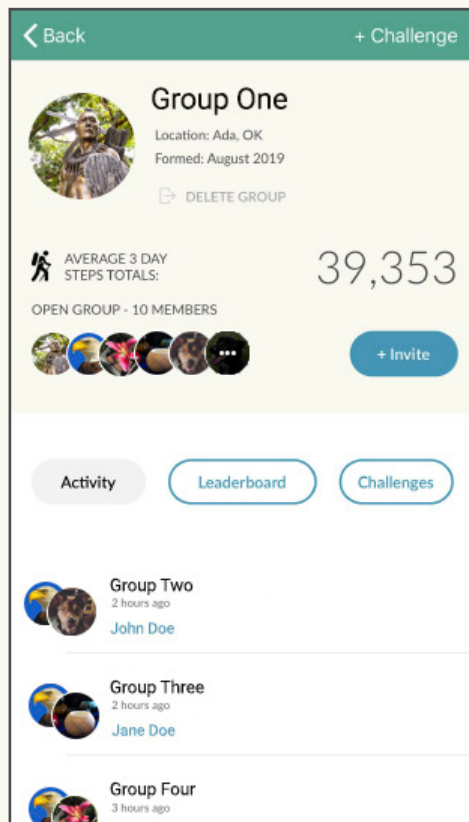 Back
+ Challenge
Group One
Location: Ada, OK
Formed: August 2019
DELETE GROUP
AVERAGE 3 DAY
STEPS TOTALS:
39,353
OPEN GROUP - 10 MEMBERS
+ Invite
Activity
Leaderboard
Challenges
Group Two
2 hours ago
John Doe
Group Three
2 hours ago
Jane Doe
Group Four
3 hours ago